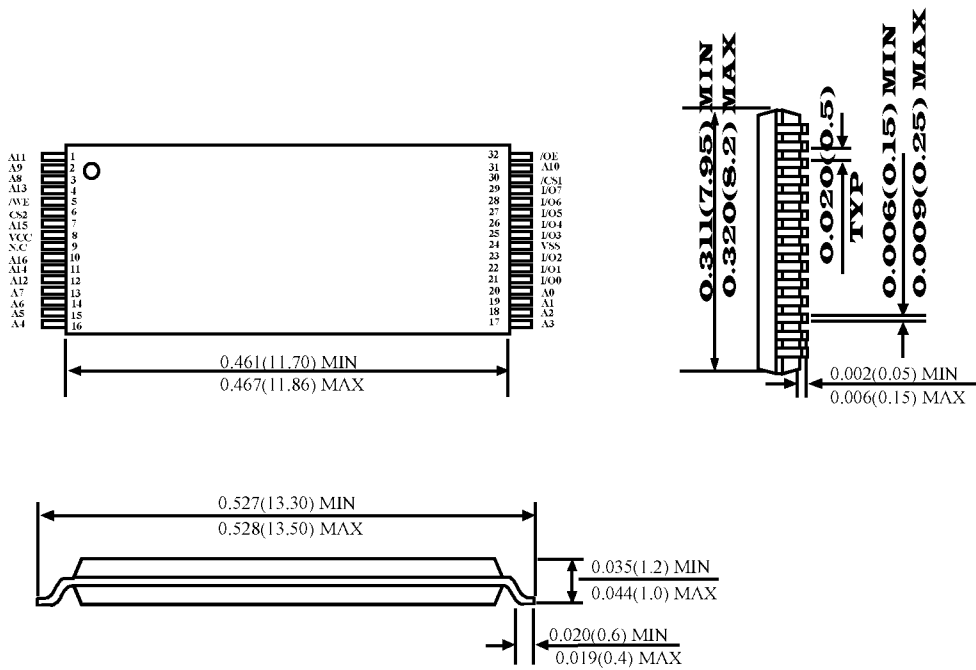 A11 1 32 /OE
A9 2 31 A10
A8 3 30 /CS1
A13 4 29 I/O7
/WE 5 28 I/O6
CS2 6 27 I/O5
A15 7 26 I/O4
VCC 8 25 I/O3
N.C 9 24 VSS
A16 10 23 I/O2
A14 11 22 I/O1
A12 12 21 I/O0
A7 13 20 A0
A6 14 19 A1
A5 15 18 A2
A4 16 17 A3
0.461(11.70) MIN
0.467(11.86) MAX
0.311(7.95) MIN
0.320(8.2) MAX
0.020(0.5)
TYP
0.006(0.15) MIN
0.009(0.25) MAX
0.002(0.05) MIN
0.006(0.15) MAX
0.527(13.30) MIN
0.528(13.50) MAX
0.035(1.2) MIN
0.044(1.0) MAX
0.020(0.6) MIN
0.019(0.4) MAX